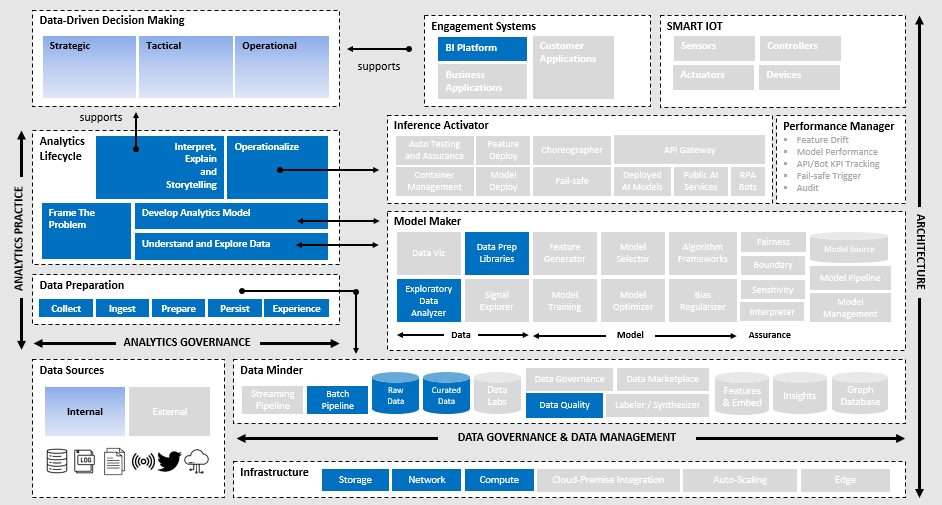 Data-Driven Decision Making
Strategic
Tactical
Operational
supports
Engagement Systems
BI Platform
Customer
Applications
Business
Applications
SMART IOT
Sensors
Controllers
Actuators
Devices
supports
ANALYTICS PRACTICE
Analytics
Lifecycle
Interpret,
Explain
and
Storytelling
Operationalize
Frame The
Problem
Develop Analytics Model
Understand and Explore Data
Inference Activator
Auto Testing
and Assurance
Feature
Deploy
Choreographer
API Gateway
Container
Management
Model
Deploy
Fail-safe
Deployed
AI Models
Public AI
Services
RPA
Bots
Performance Manager
▪ Feature Drift
▪ Model Performance
▪ API/Bot KPI Tracking
▪ Fail-safe Trigger
▪ Audit
ARCHITECTURE
Model Maker
Data Viz
Data Prep
Libraries
Feature
Generator
Model
Selector
Algorithm
Frameworks
Fairness
Boundary
Model Source
Exploratory
Data
Analyzer
Signal
Explorer
Model
Training
Model
Optimizer
Bias
Regularizer
Sensitivity
Interpreter
Model Pipeline
Model
Management
Data
Model
Assurance
Data Preparation
Collect
Ingest
Prepare
Persist
Experience
ANALYTICS GOVERNANCE
Data Sources
Internal
External
LOG
Data Minder
Streaming
Pipeline
Batch
Pipeline
Raw
Data
Curated
Data
Data
Labs
Data Governance
Data Marketplace
Data Quality
Labeler / Synthesizer
Features
& Embed
Insights
Graph
Database
DATA GOVERNANCE & DATA MANAGEMENT
Infrastructure
Storage
Network
Compute
Cloud-Premise Integration
Auto-Scaling
Edge